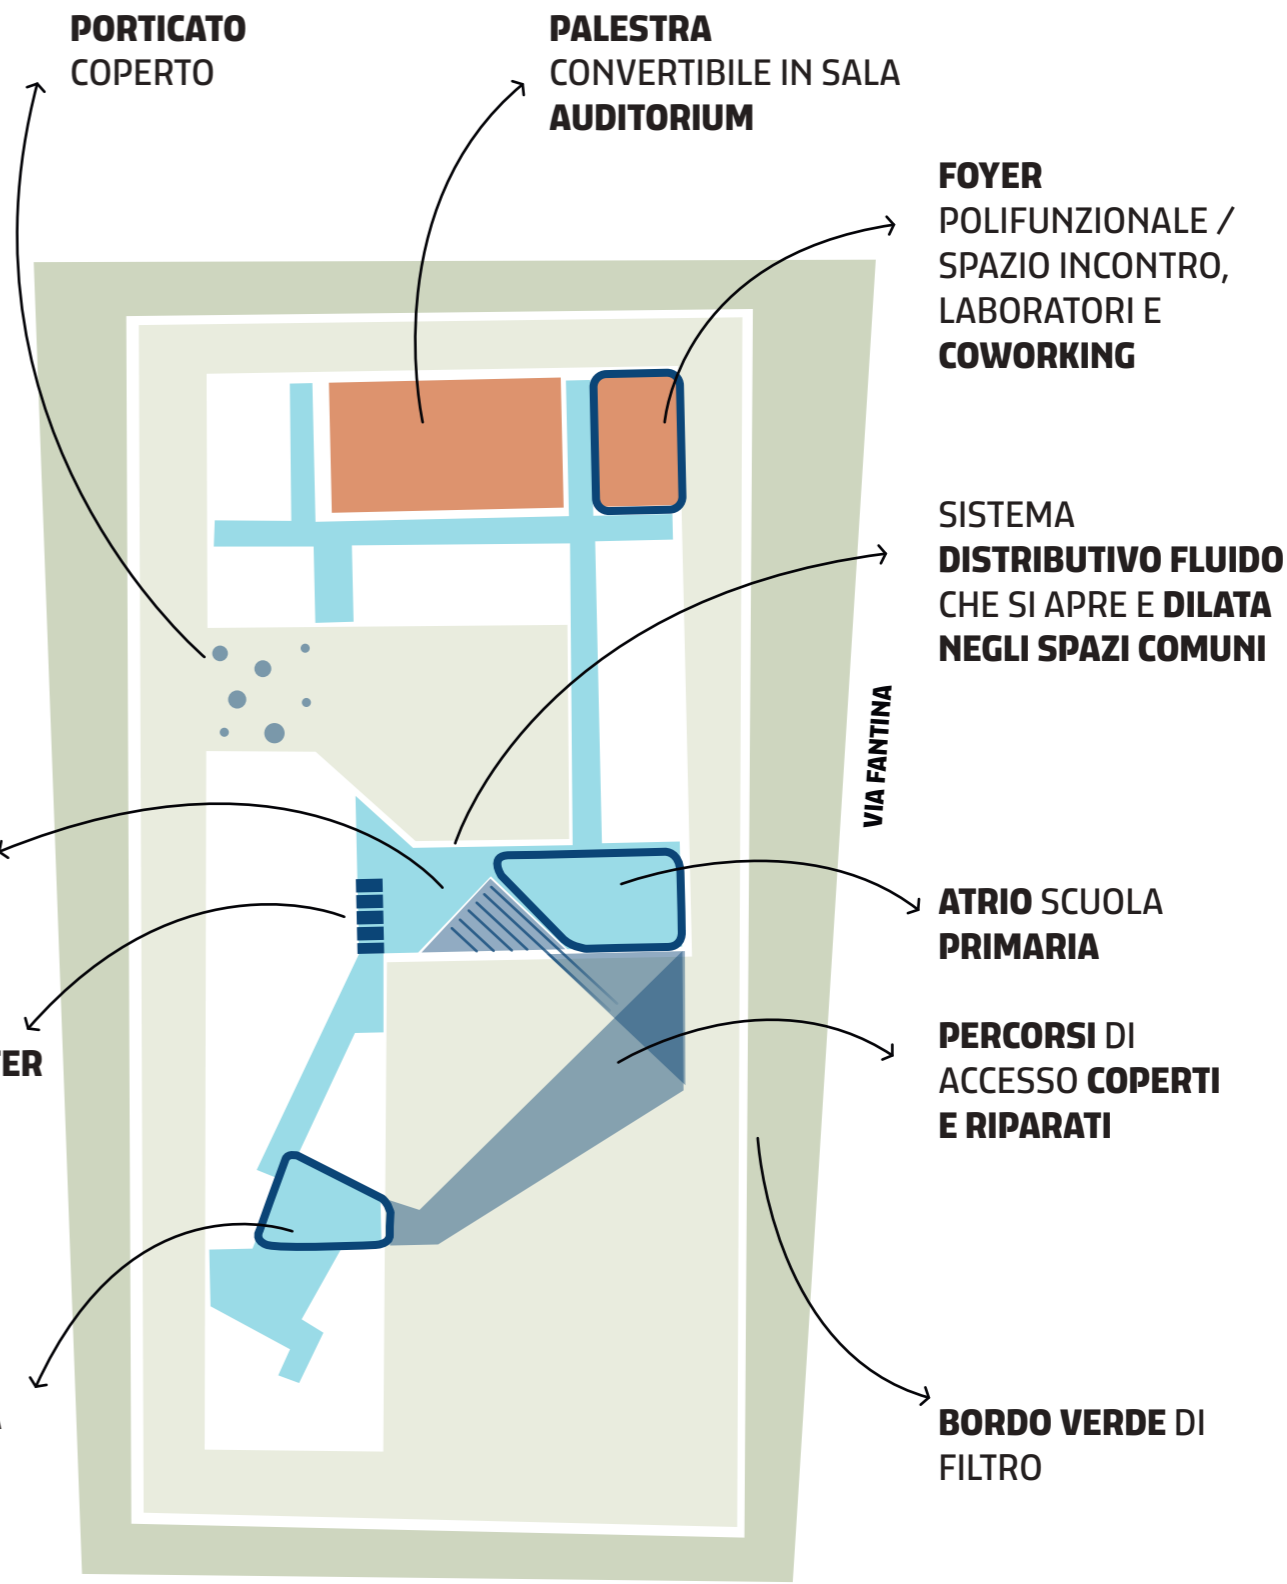 PORTICATO
COPERTO
PALESTRA
CONVERTIBILE IN SALA
AUDITORIUM
FOYER
POLIFUNZIONALE /
SPAZIO INCONTRO,
LABORATORI E
COWORKING
SISTEMA
DISTRIBUTIVO FLUIDO
CHE SI APRE E DILATA
NEGLI SPAZI COMUNI
VIA FANTINA
ATRIO SCUOLA
PRIMARIA
PERCORSI DI
ACCESSO COPERTI
E RIPARATI
BORDO VERDE DI
FILTRO